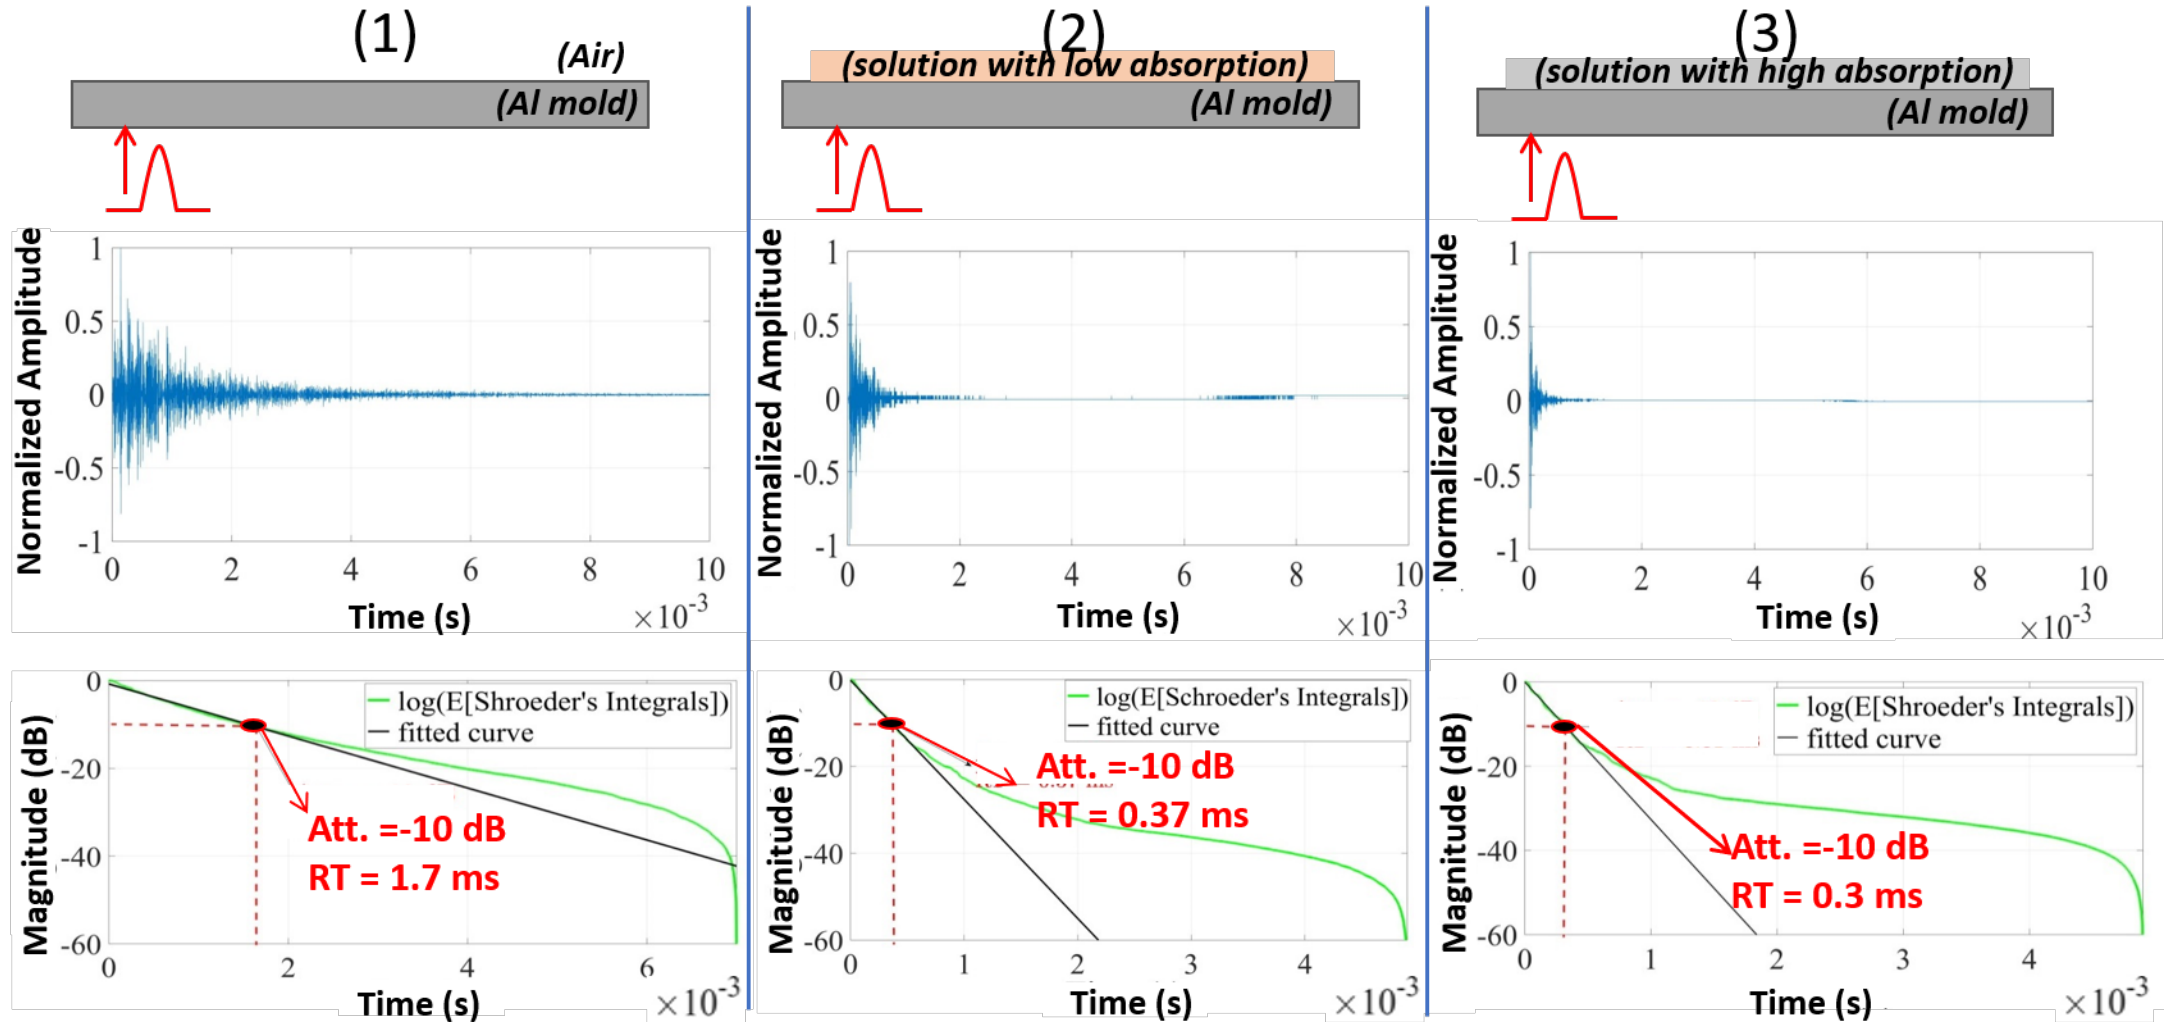 (1)
(Air)
(Al mold)
(2)
(solution with low absorption)
(Al mold)
(3)
(solution with high absorption)
(Al mold)
Normalized Amplitude
1
0.5
0
-0.5
-1
0 2 4 6 8 10
Time (s)
×10-3
Normalized Amplitude
1
0.5
0
-0.5
-1
0 2 4 6 8 10
Time (s)
×10-3
Normalized Amplitude
1
0.5
0
-0.5
-1
0 2 4 6 8 10
Time (s)
×10-3
Magnitude (dB)
0
-20
-40
-60
log(E[Shroeder's Integrals])
fitted curve
Att. =-10 dB
RT = 1.7 ms
0 2 4 6
Time (s)
×10-3
Magnitude (dB)
0
-20
-40
-60
log(E[Schroeder's Integrals])
fitted curve
Att. =-10 dB
RT = 0.37 ms
0 1 2 3 4
Time (s)
×10-3
Magnitude (dB)
0
-20
-40
-60
log(E[Shroeder's Integrals])
fitted curve
Att. =-10 dB
RT = 0.3 ms
0 1 2 3 4
Time (s)
×10-3